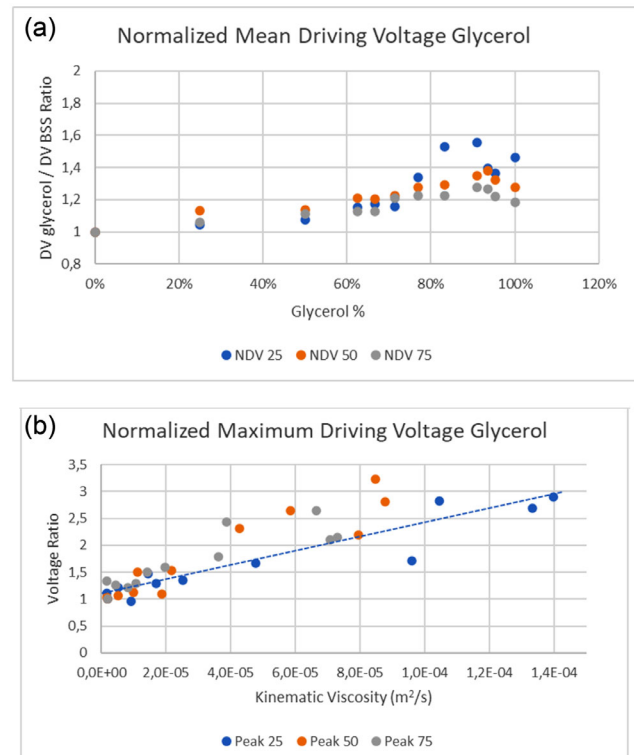 (a)
Normalized Mean Driving Voltage Glycerol
DV glycerol / DV BSS Ratio
2
1,8
1,6
1,4
1,2
1
0,8
0% 20% 40% 60% 80% 100% 120%
Glycerol %
NDV 25 NDV 50 NDV 75
(b)
Normalized Maximum Driving Voltage Glycerol
Voltage Ratio
3,5
3
2,5
2
1,5
1
0,5
0
0,0E+00 2,0E-05 4,0E-05 6,0E-05 8,0E-05 1,0E-04 1,2E-04 1,4E-04
Kinematic Viscosity (m²/s)
Peak 25 Peak 50 Peak 75